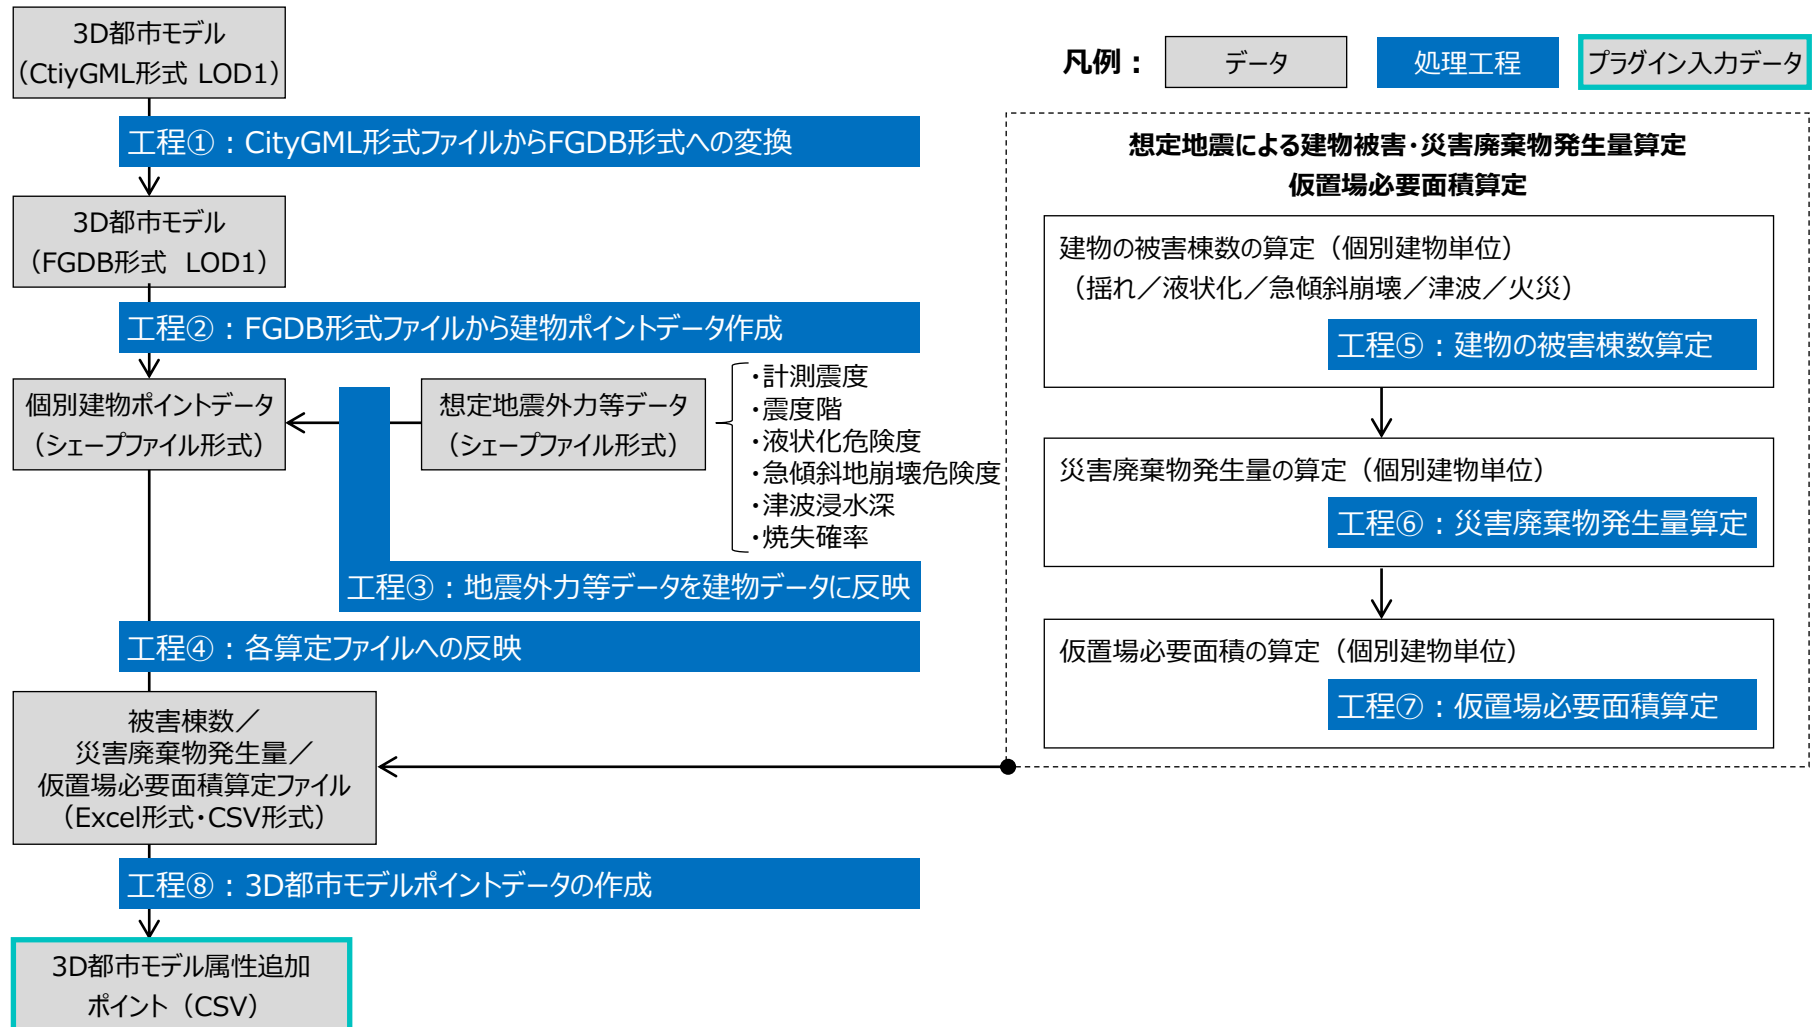 3D都市モデル
（CtiyGML形式 LOD1）
工程①：CityGML形式ファイルからFGDB形式への変換
3D都市モデル
（FGDB形式　LOD1）
工程②：FGDB形式ファイルから建物ポイントデータ作成
個別建物ポイントデータ
（シェープファイル形式）
想定地震外力等データ
（シェープファイル形式）
・計測震度
・震度階
・液状化危険度
・急傾斜地崩壊危険度
・津波浸水深
・焼失確率
工程③：地震外力等データを建物データに反映
工程④：各算定ファイルへの反映
被害棟数／
災害廃棄物発生量／
仮置場必要面積算定ファイル
（Excel形式・CSV形式）
工程⑧：3D都市モデルポイントデータの作成
3D都市モデル属性追加
ポイント（CSV）
凡例：
データ
処理工程
プラグイン入力データ
想定地震による建物被害・災害廃棄物発生量算定
仮置場必要面積算定
建物の被害棟数の算定（個別建物単位）
（揺れ／液状化／急傾斜崩壊／津波／火災）
工程⑤：建物の被害棟数算定
災害廃棄物発生量の算定（個別建物単位）
工程⑥：災害廃棄物発生量算定
仮置場必要面積の算定（個別建物単位）
工程⑦：仮置場必要面積算定